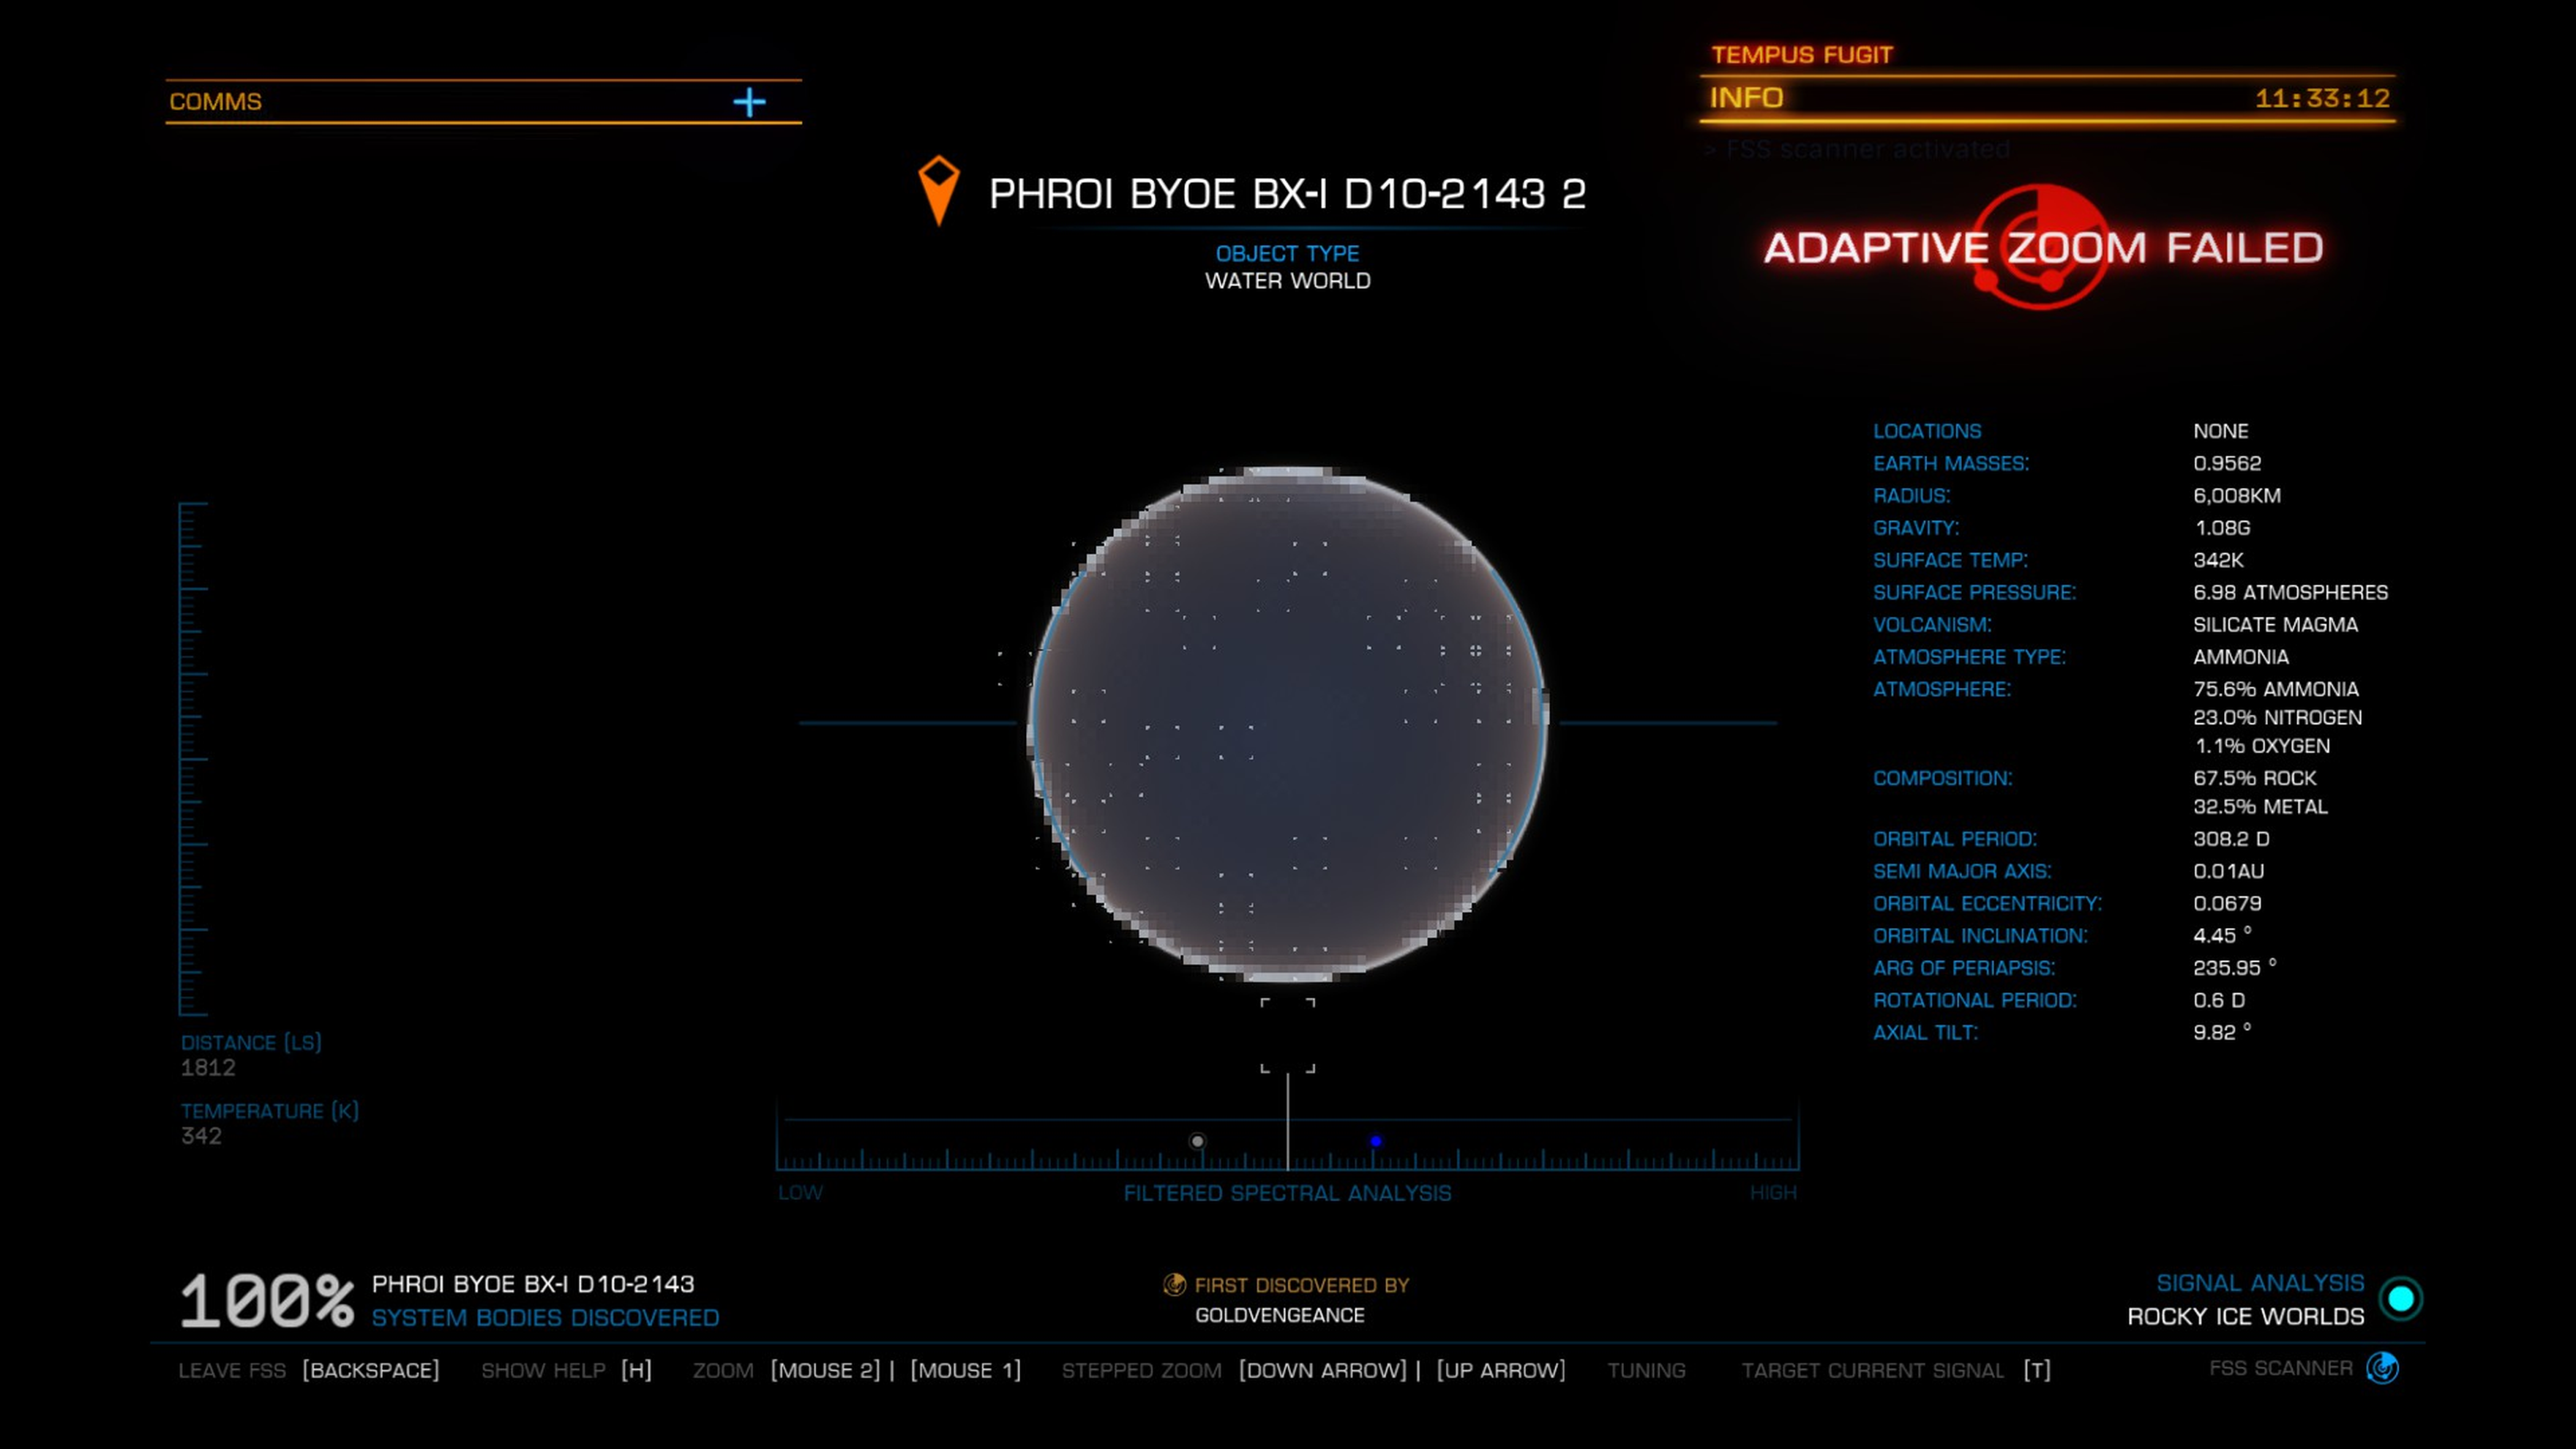 COMMS
TEMPUS FUGIT
INFO 11:33:12
> FSS scanner activated
PHROI BYOE BX-I D10-2143 2
OBJECT TYPE
WATER WORLD
ADAPTIVE ZOOM FAILED
LOCATIONS NONE
EARTH MASSES: 0.9562
RADIUS: 6,008KM
GRAVITY: 1.08G
SURFACE TEMP: 342K
SURFACE PRESSURE: 6.98 ATMOSPHERES
VOLCANISM: SILICATE MAGMA
ATMOSPHERE TYPE: AMMONIA
ATMOSPHERE: 75.6% AMMONIA
23.0% NITROGEN
1.1% OXYGEN
COMPOSITION: 67.5% ROCK
32.5% METAL
ORBITAL PERIOD: 308.2 D
SEMI MAJOR AXIS: 0.01AU
ORBITAL ECCENTRICITY: 0.0679
ORBITAL INCLINATION: 4.45 °
ARG OF PERIAPSIS: 235.95 °
ROTATIONAL PERIOD: 0.6 D
AXIAL TILT: 9.82 °
DISTANCE (LS)
1812
TEMPERATURE (K)
342
LOW FILTERED SPECTRAL ANALYSIS HIGH
100% PHROI BYOE BX-I D10-2143
SYSTEM BODIES DISCOVERED
FIRST DISCOVERED BY
GOLDVENGEANCE
SIGNAL ANALYSIS
ROCKY ICE WORLDS
LEAVE FSS [BACKSPACE] SHOW HELP [H] ZOOM [MOUSE 2] | [MOUSE 1] STEPPED ZOOM [DOWN ARROW] | [UP ARROW] TUNING TARGET CURRENT SIGNAL [T] FSS SCANNER